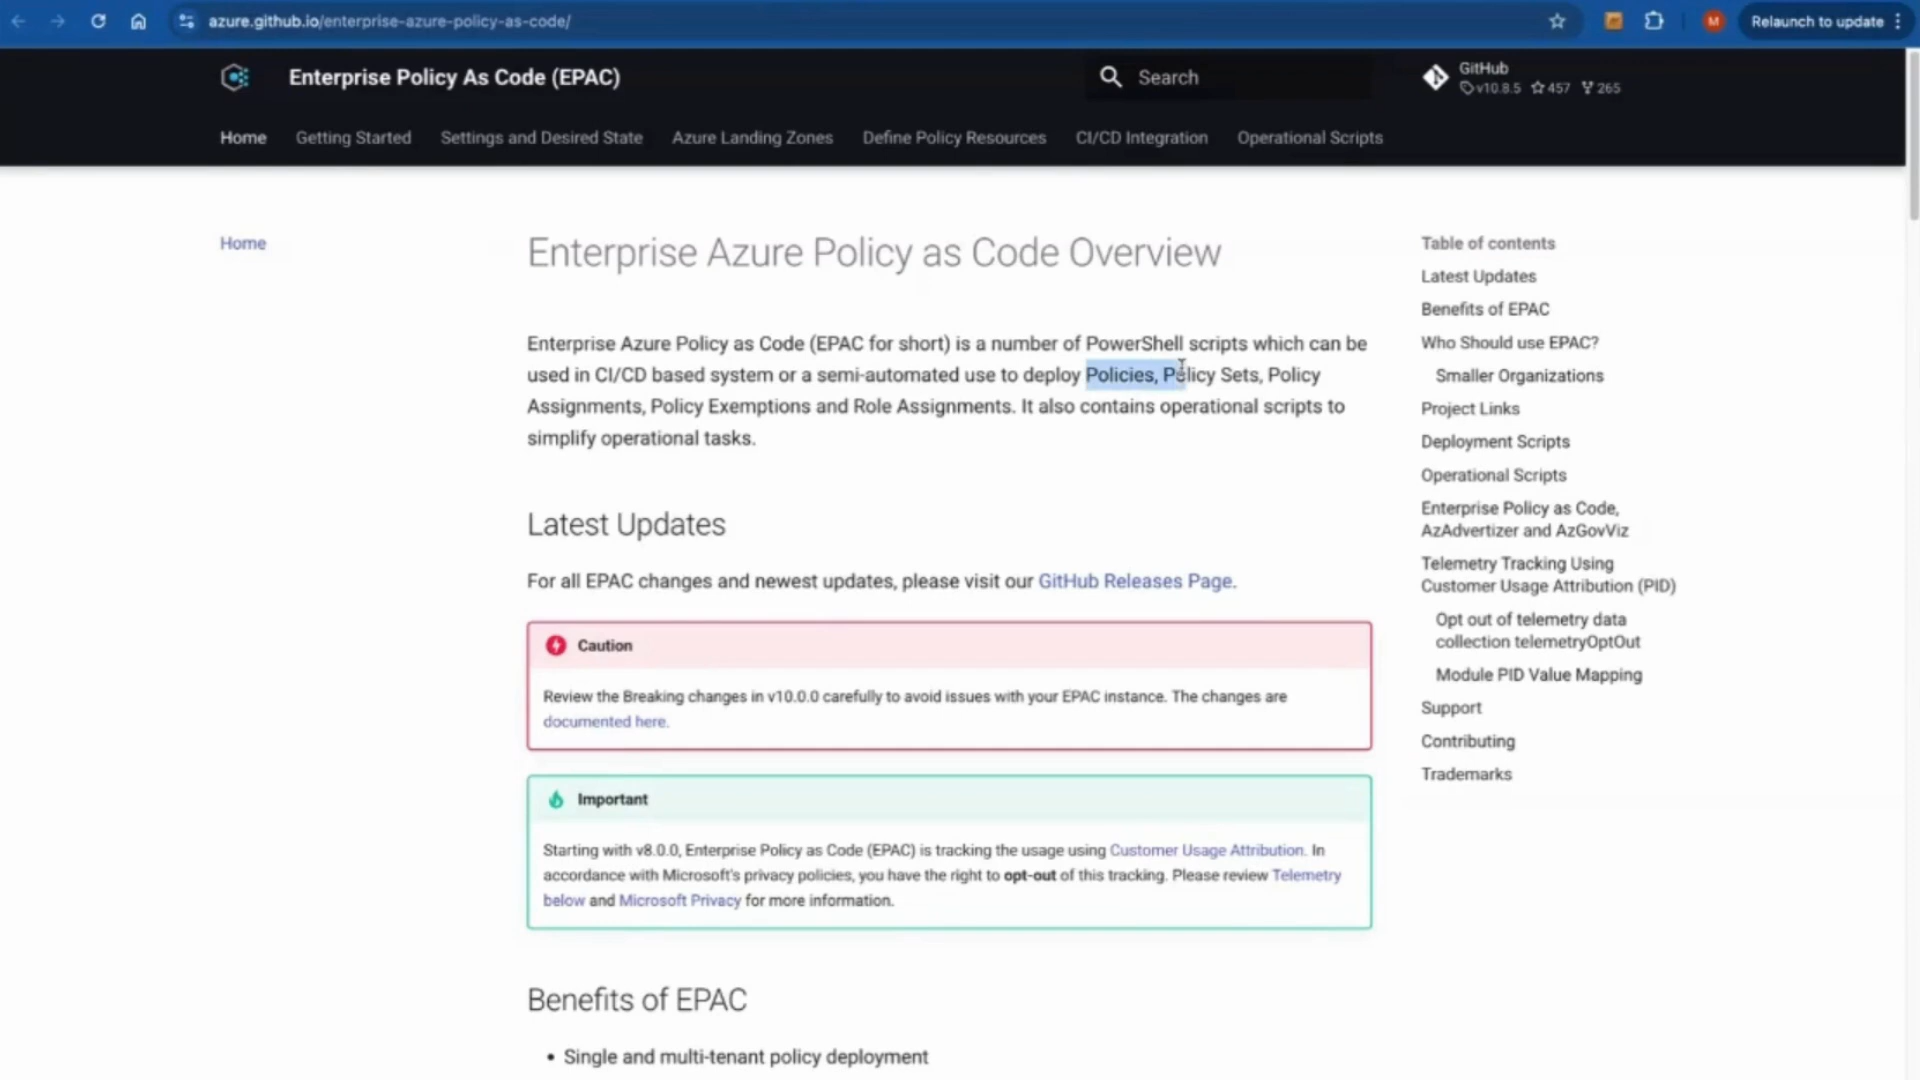 azure.github.io/enterprise-azure-policy-as-code/
M
Relaunch to update
Enterprise Policy As Code (EPAC)
Search
GitHub
v10.8.5 457 265
Home
Getting Started
Settings and Desired State
Azure Landing Zones
Define Policy Resources
CI/CD Integration
Operational Scripts
Home
Enterprise Azure Policy as Code Overview
Enterprise Azure Policy as Code (EPAC for short) is a number of PowerShell scripts which can be
used in CI/CD based system or a semi-automated use to deploy Policies, Policy Sets, Policy
Assignments, Policy Exemptions and Role Assignments. It also contains operational scripts to
simplify operational tasks.
Latest Updates
For all EPAC changes and newest updates, please visit our GitHub Releases Page.
Caution
Review the Breaking changes in v10.0.0 carefully to avoid issues with your EPAC instance. The changes are
documented here.
Important
Starting with v8.0.0, Enterprise Policy as Code (EPAC) is tracking the usage using Customer Usage Attribution. In
accordance with Microsoft's privacy policies, you have the right to opt-out of this tracking. Please review Telemetry
below and Microsoft Privacy for more information.
Benefits of EPAC
• Single and multi-tenant policy deployment
Table of contents
Latest Updates
Benefits of EPAC
Who Should use EPAC?
Smaller Organizations
Project Links
Deployment Scripts
Operational Scripts
Enterprise Policy as Code,
AzAdvertizer and AzGovViz
Telemetry Tracking Using
Customer Usage Attribution (PID)
Opt out of telemetry data
collection telemetryOptOut
Module PID Value Mapping
Support
Contributing
Trademarks